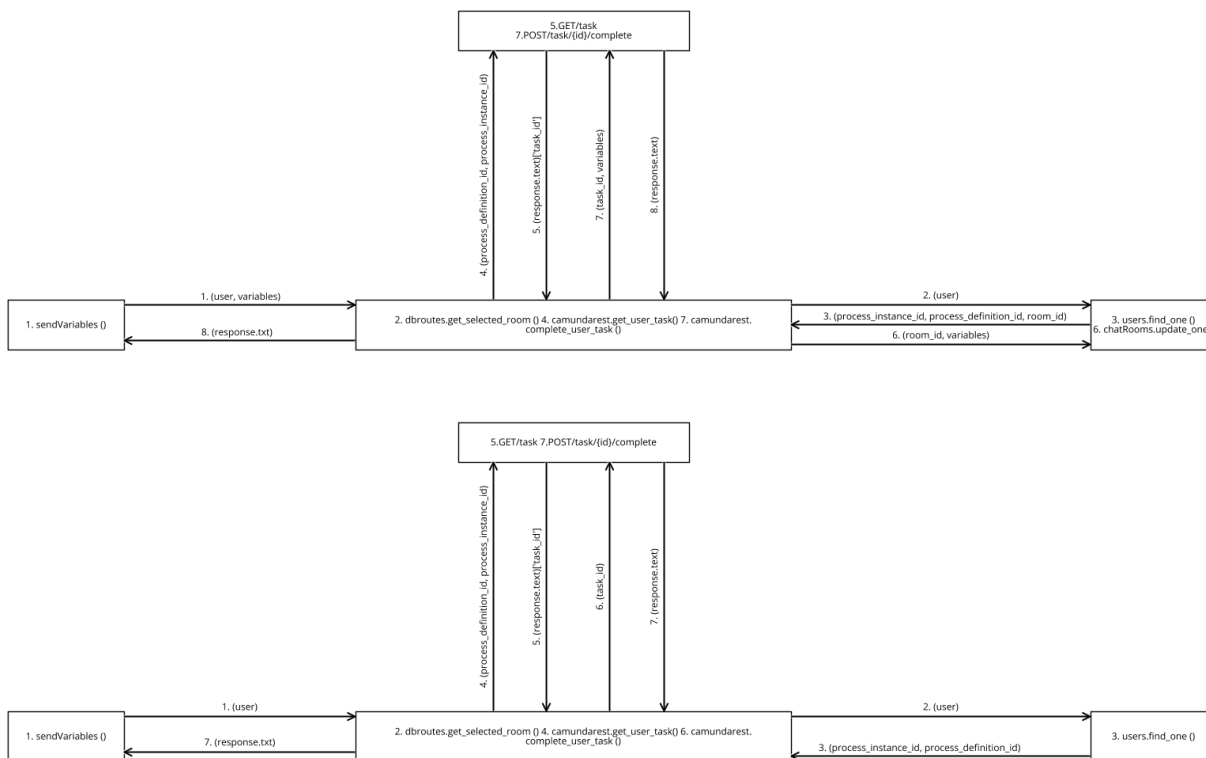 5.GET/task
7.POST/task/{id}/complete
4. (process_definition_id, process_instance_id)
5. (response.text)['task_id']
7. (task_id, variables)
8. (response.text)
1. sendVariables ()
1. (user, variables)
8. (response.txt)
2. dbroutes.get_selected_room () 4. camundarest.get_user_task() 7. camundarest.
complete_user_task ()
2. (user)
3. (process_instance_id, process_definition_id, room_id)
6. (room_id, variables)
3. users.find_one ()
6. chatRooms.update_one
5.GET/task 7.POST/task/{id}/complete
4. (process_definition_id, process_instance_id)
5. (response.text)['task_id']
6. (task_id)
7. (response.text)
1. sendVariables ()
1. (user)
7. (response.txt)
2. dbroutes.get_selected_room () 4. camundarest.get_user_task() 6. camundarest.
complete_user_task ()
2. (user)
3. (process_instance_id, process_definition_id)
3. users.find_one ()